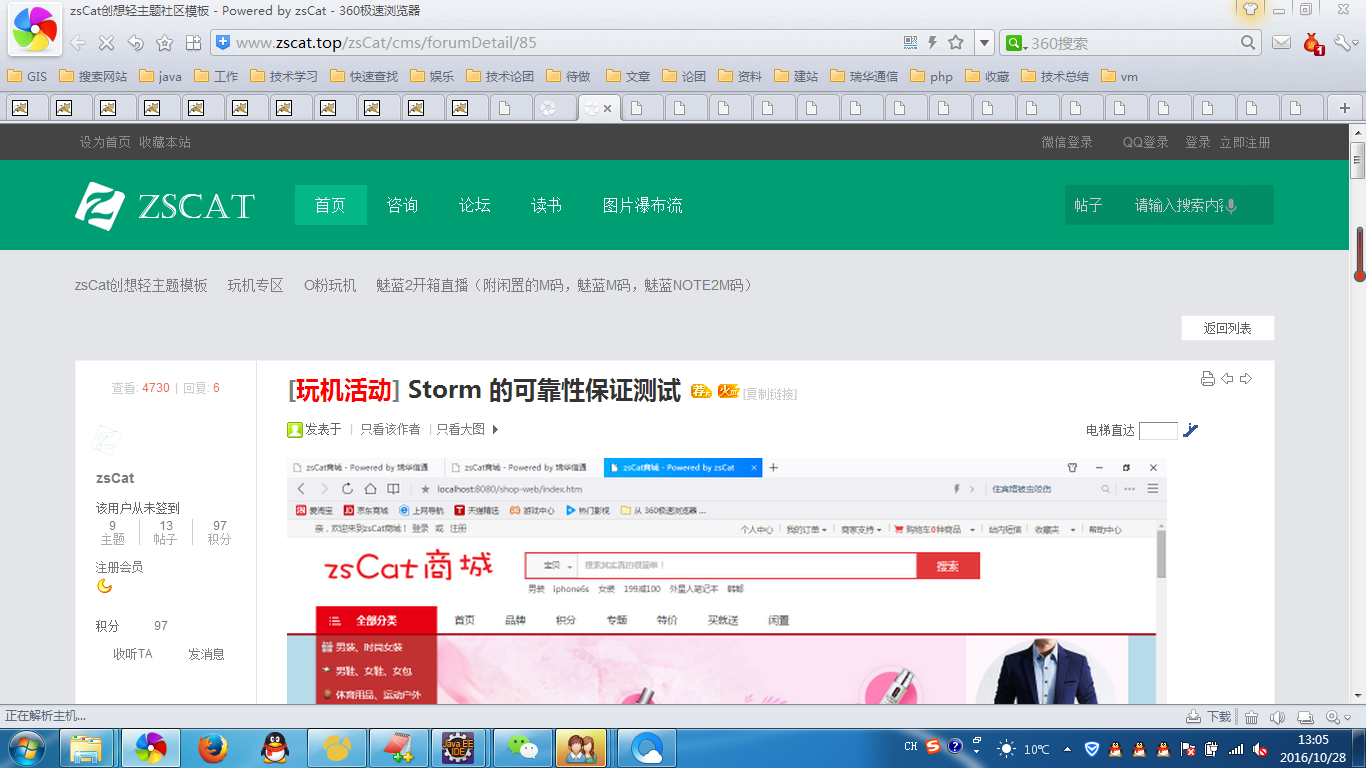 zsCat创想轻主题社区模板 - Powered by zsCat - 360极速浏览器
www.zscat.top/zsCat/cms/forumDetail/85
360搜索
1
GIS 搜索网站 java 工作 技术学习 快速查找 娱乐 技术论团 待做 文章 论团 资料 建站 瑞华通信 php 收藏 技术总结 vm
设为首页 收藏本站 微信登录 QQ登录 登录 立即注册
ZSCAT 首页 咨询 论坛 读书 图片瀑布流 帖子 请输入搜索内容
zsCat创想轻主题模板 玩机专区 O粉玩机 魅蓝2开箱直播（附闲置的M码，魅蓝M码，魅蓝NOTE2M码）
返回列表
查看: 4730 | 回复: 6
[玩机活动] Storm 的可靠性保证测试 荐 火 [复制链接]
发表于 | 只看该作者 | 只看大图
电梯直达
zsCat
该用户从未签到
9 13 97
主题 帖子 积分
注册会员
积分 97
收听TA 发消息
zsCat商城 - Powered by 瑞华信通 zsCat商城 - Powered by 瑞华信通 zsCat商城 - Powered by zsCat
localhost:8080/shop-web/index.htm 住宾馆被虫咬伤
爱淘宝 京东商城 上网导航 天猫精选 游戏中心 热门影视 从 360极速浏览器 ...
亲，欢迎来到zsCat商城！ 登录 或 注册 个人中心 我的订单 商家支持 购物车0种商品 站内短信 收藏夹 帮助中心
zsCat商城 宝贝 搜索其实真的很简单！ 搜索
男装 iphone6s 女装 199减100 外星人笔记本 韩都
全部分类 首页 品牌 积分 专题 特价 买就送 闲置
男装、时尚女装
男鞋、女鞋、女包
体育用品、运动户外
正在解析主机... 下载
CH 10℃ 13:05
2016/10/28